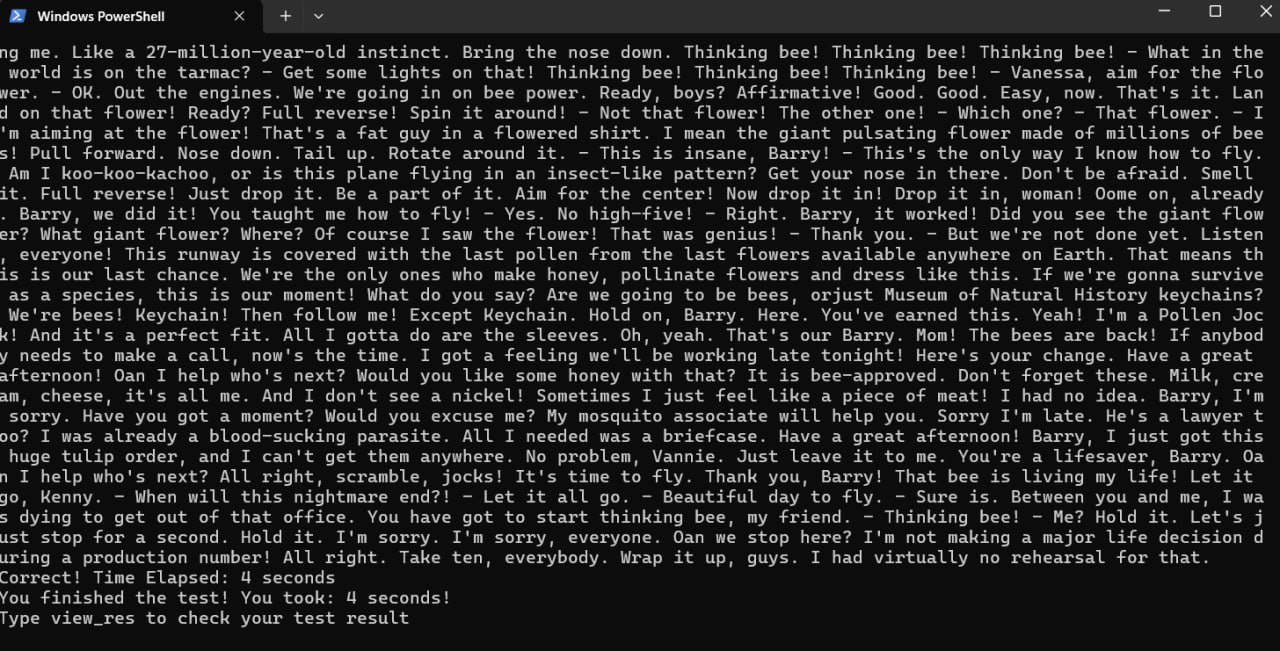 Windows PowerShell
ng me. Like a 27-million-year-old instinct. Bring the nose down. Thinking bee! Thinking bee! Thinking bee! - What in the
world is on the tarmac? - Get some lights on that! Thinking bee! Thinking bee! Thinking bee! - Vanessa, aim for the flo
wer. - OK. Out the engines. We're going in on bee power. Ready, boys? Affirmative! Good. Good. Easy, now. That's it. Lan
d on that flower! Ready? Full reverse! Spin it around! - Not that flower! The other one! - Which one? - That flower. - I
'm aiming at the flower! That's a fat guy in a flowered shirt. I mean the giant pulsating flower made of millions of bee
s! Pull forward. Nose down. Tail up. Rotate around it. - This is insane, Barry! - This's the only way I know how to fly.
Am I koo-koo-kachoo, or is this plane flying in an insect-like pattern? Get your nose in there. Don't be afraid. Smell
it. Full reverse! Just drop it. Be a part of it. Aim for the center! Now drop it in! Drop it in, woman! Oome on, already
. Barry, we did it! You taught me how to fly! - Yes. No high-five! - Right. Barry, it worked! Did you see the giant flow
er? What giant flower? Where? Of course I saw the flower! That was genius! - Thank you. - But we're not done yet. Listen
, everyone! This runway is covered with the last pollen from the last flowers available anywhere on Earth. That means th
is is our last chance. We're the only ones who make honey, pollinate flowers and dress like this. If we're gonna survive
as a species, this is our moment! What do you say? Are we going to be bees, orjust Museum of Natural History keychains?
We're bees! Keychain! Then follow me! Except Keychain. Hold on, Barry. Here. You've earned this. Yeah! I'm a Pollen Joc
k! And it's a perfect fit. All I gotta do are the sleeves. Oh, yeah. That's our Barry. Mom! The bees are back! If anybod
y needs to make a call, now's the time. I got a feeling we'll be working late tonight! Here's your change. Have a great
afternoon! Oan I help who's next? Would you like some honey with that? It is bee-approved. Don't forget these. Milk, cre
am, cheese, it's all me. And I don't see a nickel! Sometimes I just feel like a piece of meat! I had no idea. Barry, I'm
sorry. Have you got a moment? Would you excuse me? My mosquito associate will help you. Sorry I'm late. He's a lawyer t
oo? I was already a blood-sucking parasite. All I needed was a briefcase. Have a great afternoon! Barry, I just got this
huge tulip order, and I can't get them anywhere. No problem, Vannie. Just leave it to me. You're a lifesaver, Barry. Oa
n I help who's next? All right, scramble, jocks! It's time to fly. Thank you, Barry! That bee is living my life! Let it
go, Kenny. - When will this nightmare end?! - Let it all go. - Beautiful day to fly. - Sure is. Between you and me, I wa
s dying to get out of that office. You have got to start thinking bee, my friend. - Thinking bee! - Me? Hold it. Let's j
ust stop for a second. Hold it. I'm sorry. I'm sorry, everyone. Oan we stop here? I'm not making a major life decision d
uring a production number! All right. Take ten, everybody. Wrap it up, guys. I had virtually no rehearsal for that.
Correct! Time Elapsed: 4 seconds
You finished the test! You took: 4 seconds!
Type view_res to check your test result